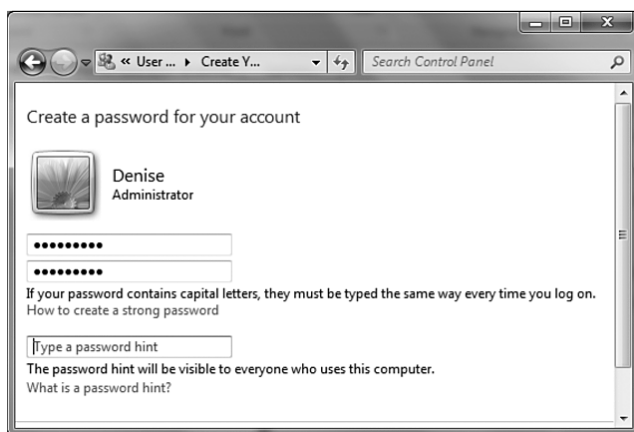 « User ... ▸ Create Y...
Search Control Panel
Create a password for your account
Denise
Administrator
•••••••••
•••••••••
If your password contains capital letters, they must be typed the same way every time you log on.
How to create a strong password
Type a password hint
The password hint will be visible to everyone who uses this computer.
What is a password hint?